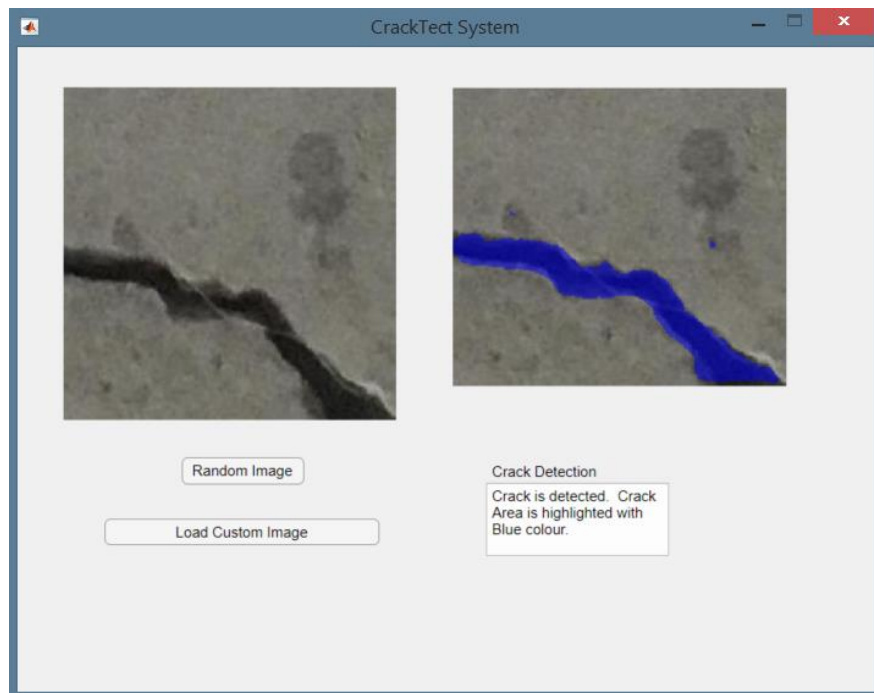 CrackTect System
Random Image
Load Custom Image
Crack Detection
Crack is detected.  Crack
Area is highlighted with
Blue colour.